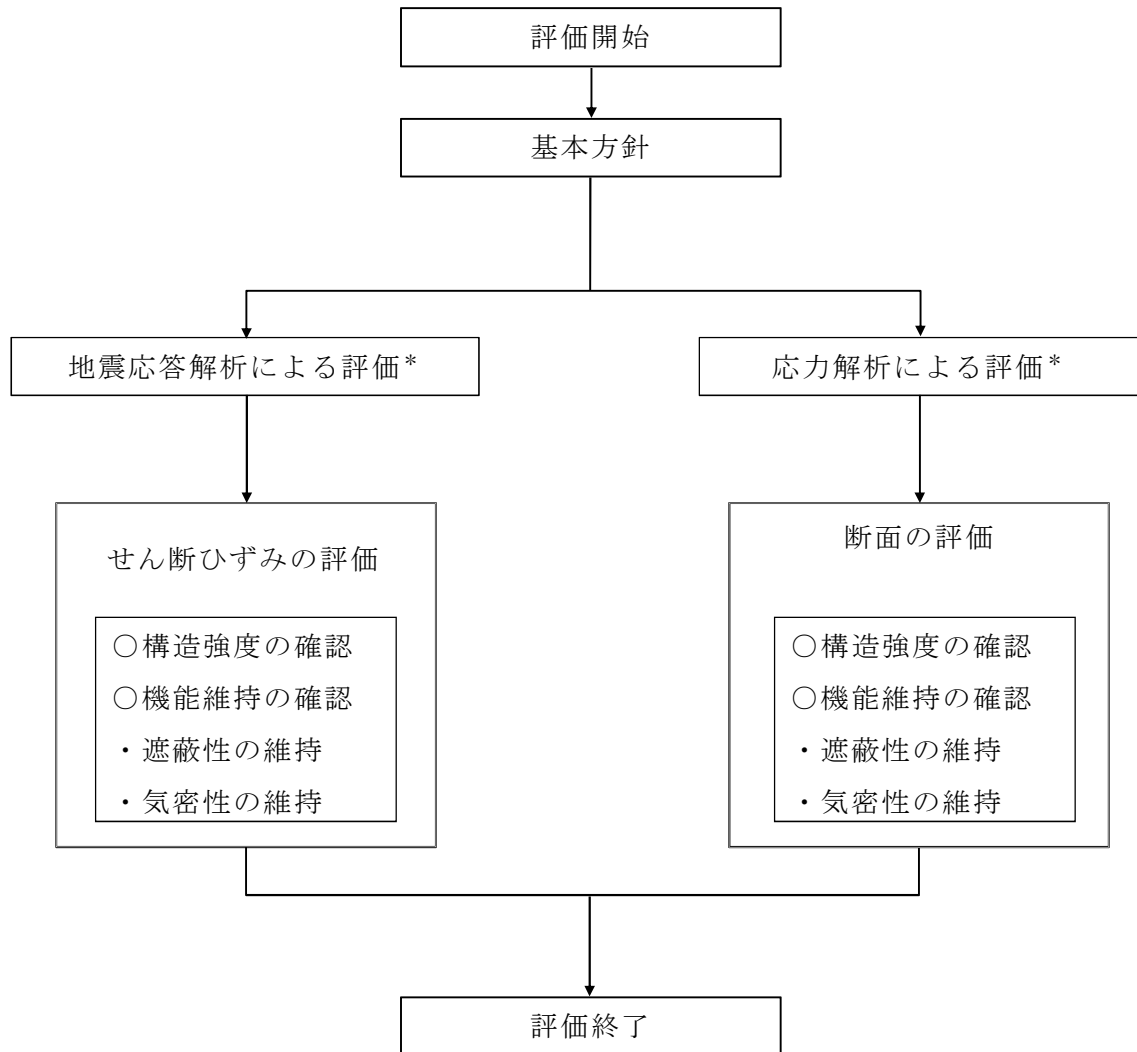 評価開始
基本方針
地震応答解析による評価*
応力解析による評価*
せん断ひずみの評価
○構造強度の確認
○機能維持の確認
・遮蔽性の維持
・気密性の維持
断面の評価
○構造強度の確認
○機能維持の確認
・遮蔽性の維持
・気密性の維持
評価終了